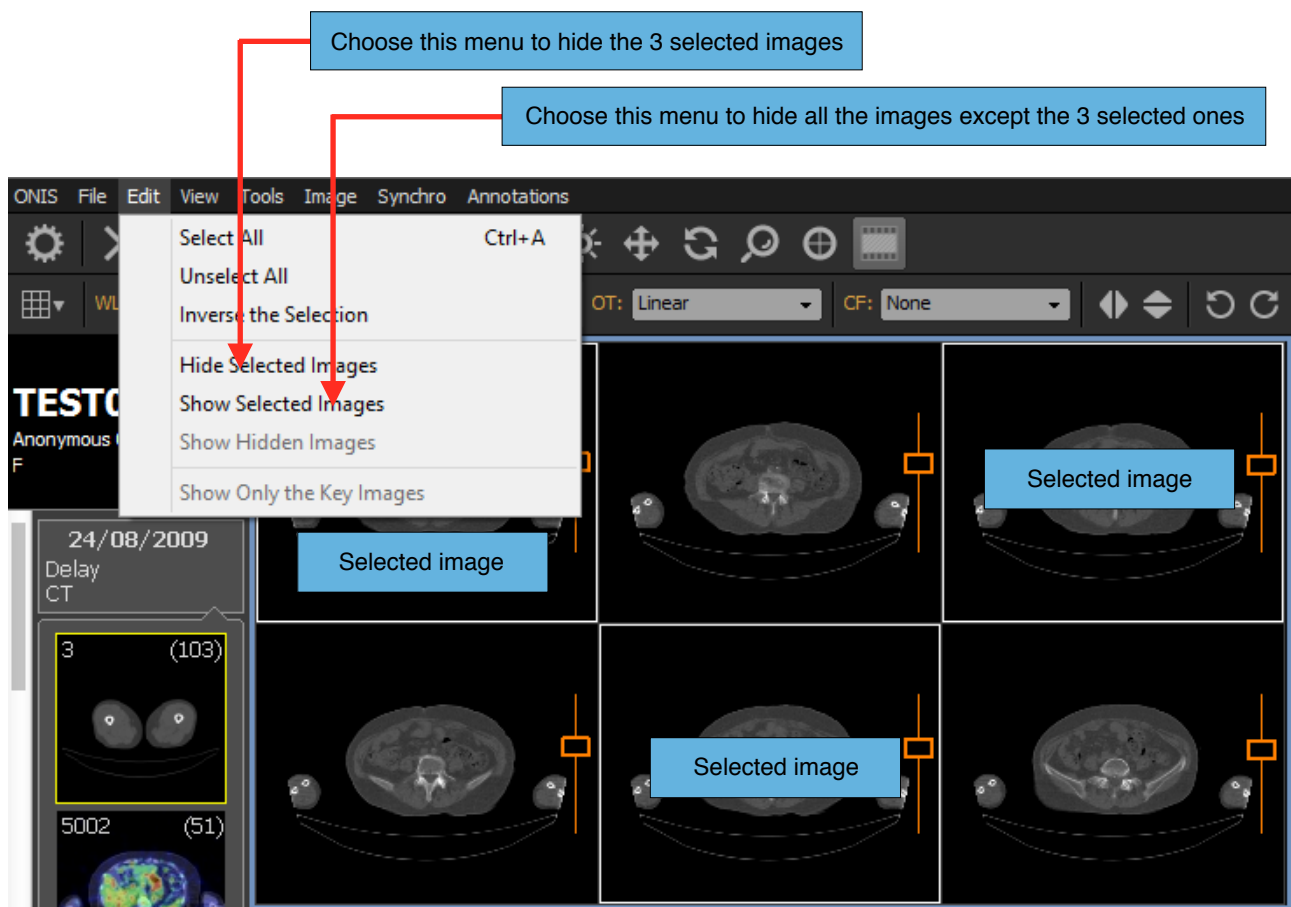 Choose this menu to hide the 3 selected images
Choose this menu to hide all the images except the 3 selected ones
ONIS File Edit View Tools Image Synchro Annotations
Select All Ctrl+A
Unselect All
Inverse the Selection
Hide Selected Images
Show Selected Images
Show Hidden Images
Show Only the Key Images
WL
OT: Linear CF: None
TEST0
Anonymous
F
Selected image
Selected image
Selected image
24/08/2009
Delay
CT
3 (103)
5002 (51)